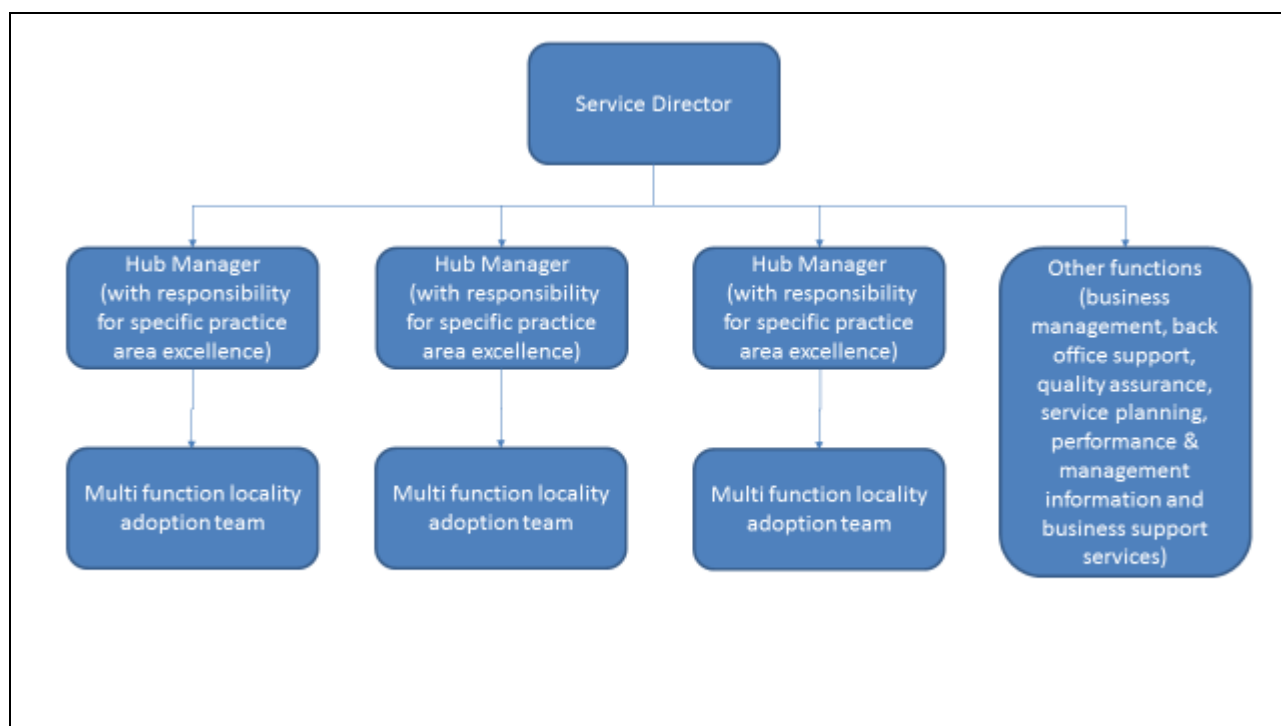 Service Director
Hub Manager
(with responsibility
for specific practice
area excellence)
Hub Manager
(with responsibility
for specific practice
area excellence)
Hub Manager
(with responsibility
for specific practice
area excellence)
Other functions
(business
management, back
office support,
quality assurance,
service planning,
performance &
management
information and
business support
services)
Multi function locality
adoption team
Multi function locality
adoption team
Multi function locality
adoption team